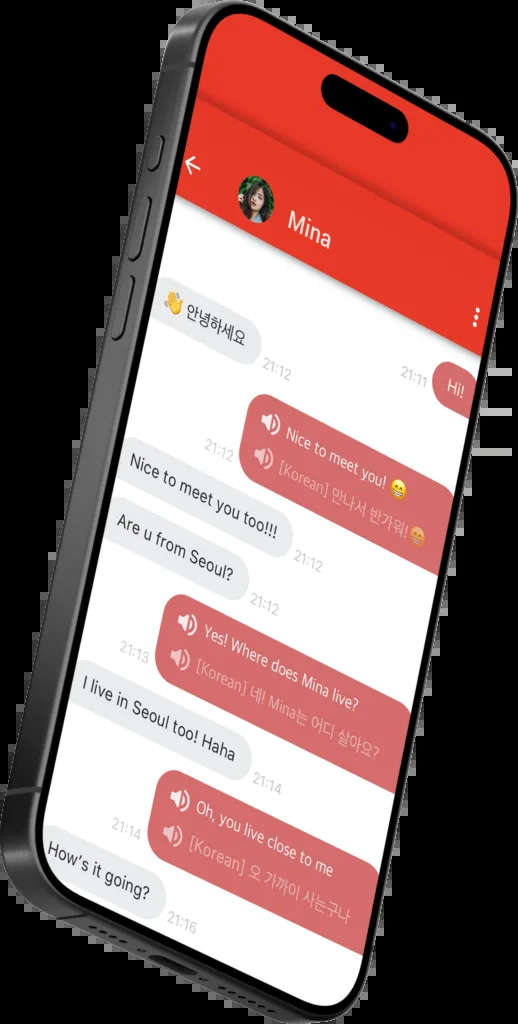 Mina
Hi!
21:11
👋 안녕하세요
21:12
Nice to meet you! 😁
[Korean] 만나서 반가워!😁
21:12
Nice to meet you too!!!
21:12
Are u from Seoul?
21:12
Yes! Where does Mina live?
[Korean] 네! Mina는 어디 살아요?
21:13
I live in Seoul too! Haha
21:14
Oh, you live close to me
[Korean] 오 가까이 사는구나
21:14
How's it going?
21:16